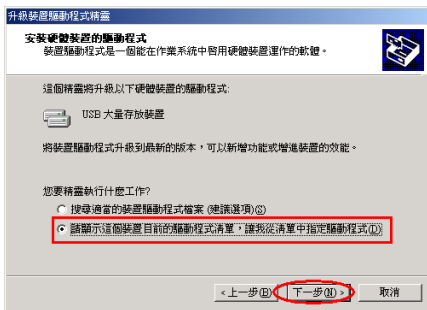 升級裝置驅動程式精靈
安裝硬體裝置的驅動程式
裝置驅動程式是一個能在作業系統中啓用硬體裝置運作的軟體。
這個精靈將升級以下硬體裝置的驅動程式:
USB 大量存放裝置
將裝置驅動程式升級到最新的版本，可以新增功能或增進裝置的效能。
您要精靈執行什麼工作?
搜尋適當的裝置驅動程式檔案 (建議選項)(S)
請顯示這個裝置目前的驅動程式清單，讓我從清單中指定驅動程式(D)
<上一步(B) 下一步(N)> 取消